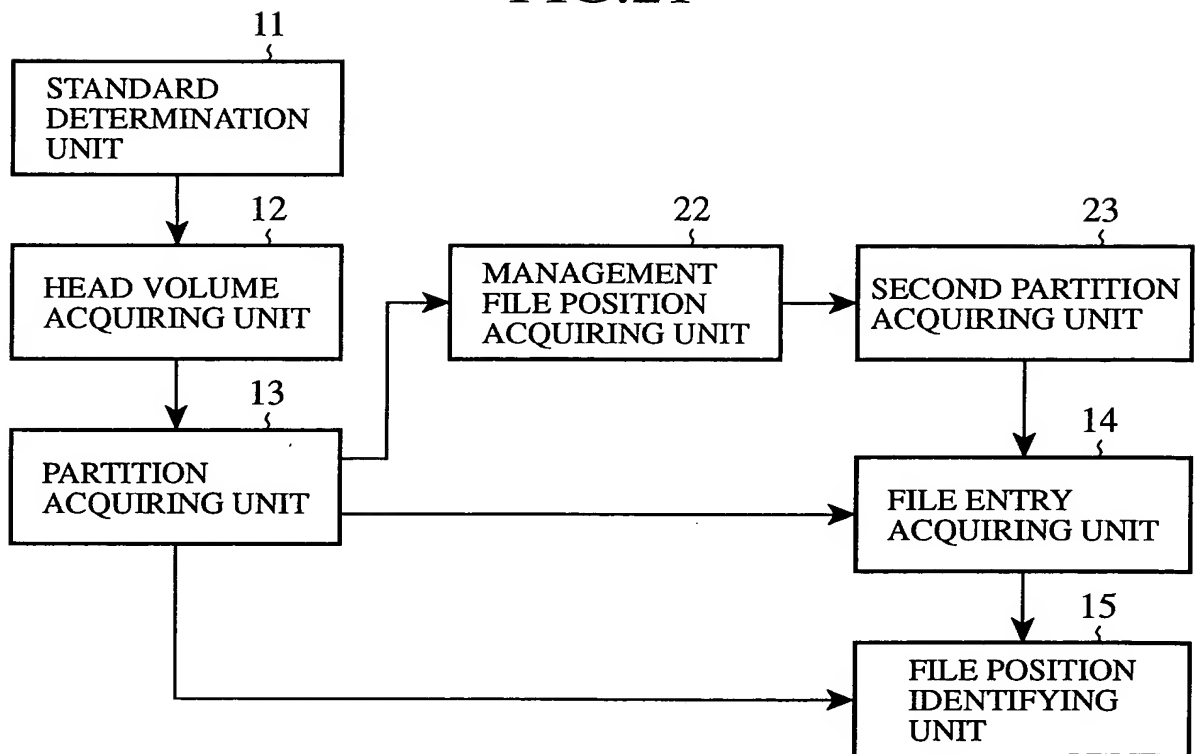 11
STANDARD
DETERMINATION
UNIT
12
HEAD VOLUME
ACQUIRING UNIT
22
MANAGEMENT
FILE POSITION
ACQUIRING UNIT
23
SECOND PARTITION
ACQUIRING UNIT
13
PARTITION
ACQUIRING UNIT
14
FILE ENTRY
ACQUIRING UNIT
15
FILE POSITION
IDENTIFYING
UNIT